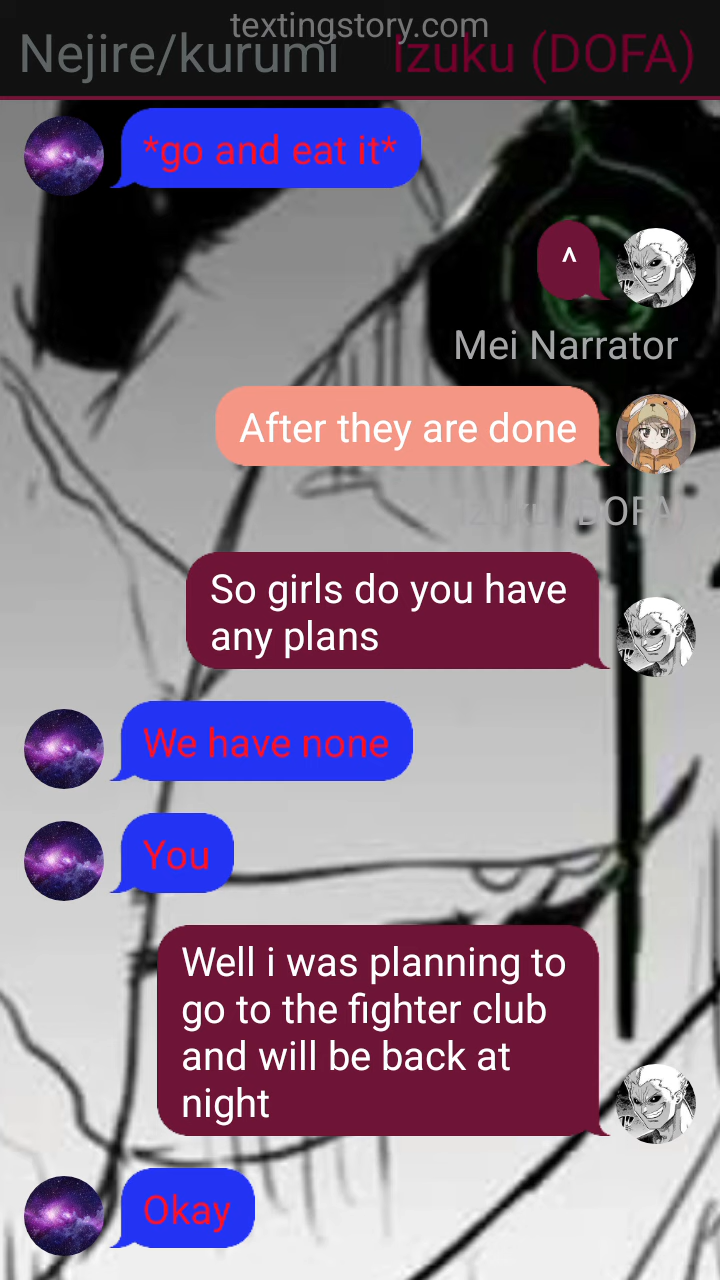 textingstory.com
Nejire/kurumi
Izuku (DOFA)
*go and eat it*
^
Mei Narrator
After they are done
Izuku (DOFA)
So girls do you have
any plans
We have none
You
Well i was planning to
go to the fighter club
and will be back at
night
Okay